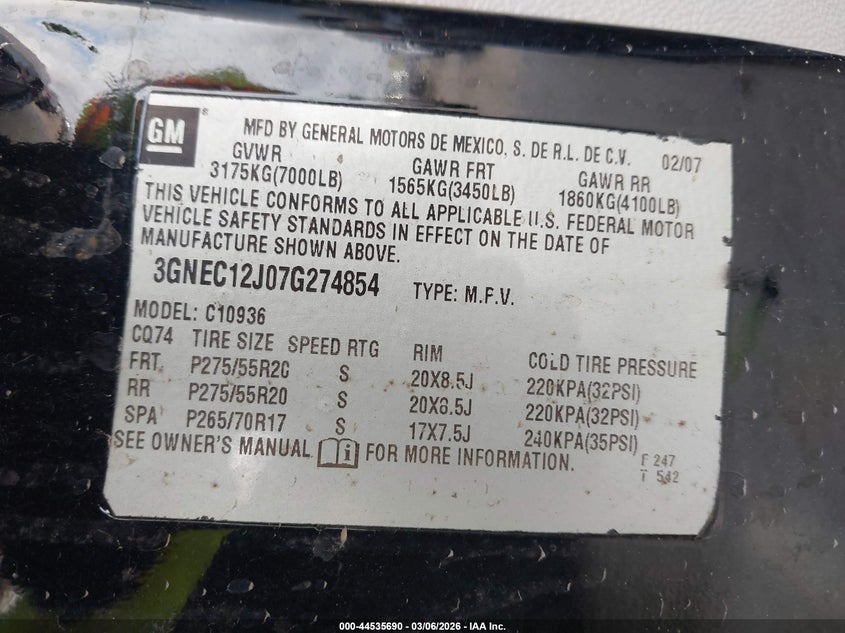 GM
MFD BY GENERAL MOTORS DE MEXICO, S. DE R.L. DE C.V. 02/07
GVWR GAWR FRT GAWR RR
3175KG(7000LB) 1565KG(3450LB) 1860KG(4100LB)
THIS VEHICLE CONFORMS TO ALL APPLICABLE U.S. FEDERAL MOTOR
VEHICLE SAFETY STANDARDS IN EFFECT ON THE DATE OF
MANUFACTURE SHOWN ABOVE.
3GNEC12J07G274854 TYPE: M.P.V.
MODEL: C10936
CQ74 TIRE SIZE SPEED RTG RIM COLD TIRE PRESSURE
FRT P275/55R20 S 20X8.5J 220KPA(32PSI)
RR P275/55R20 S 20X8.5J 220KPA(32PSI)
SPA P265/70R17 S 17X7.5J 240KPA(35PSI)
SEE OWNER'S MANUAL FOR MORE INFORMATION.
F 247
T 542
000-44535690 - 03/06/2026 - IAA Inc.